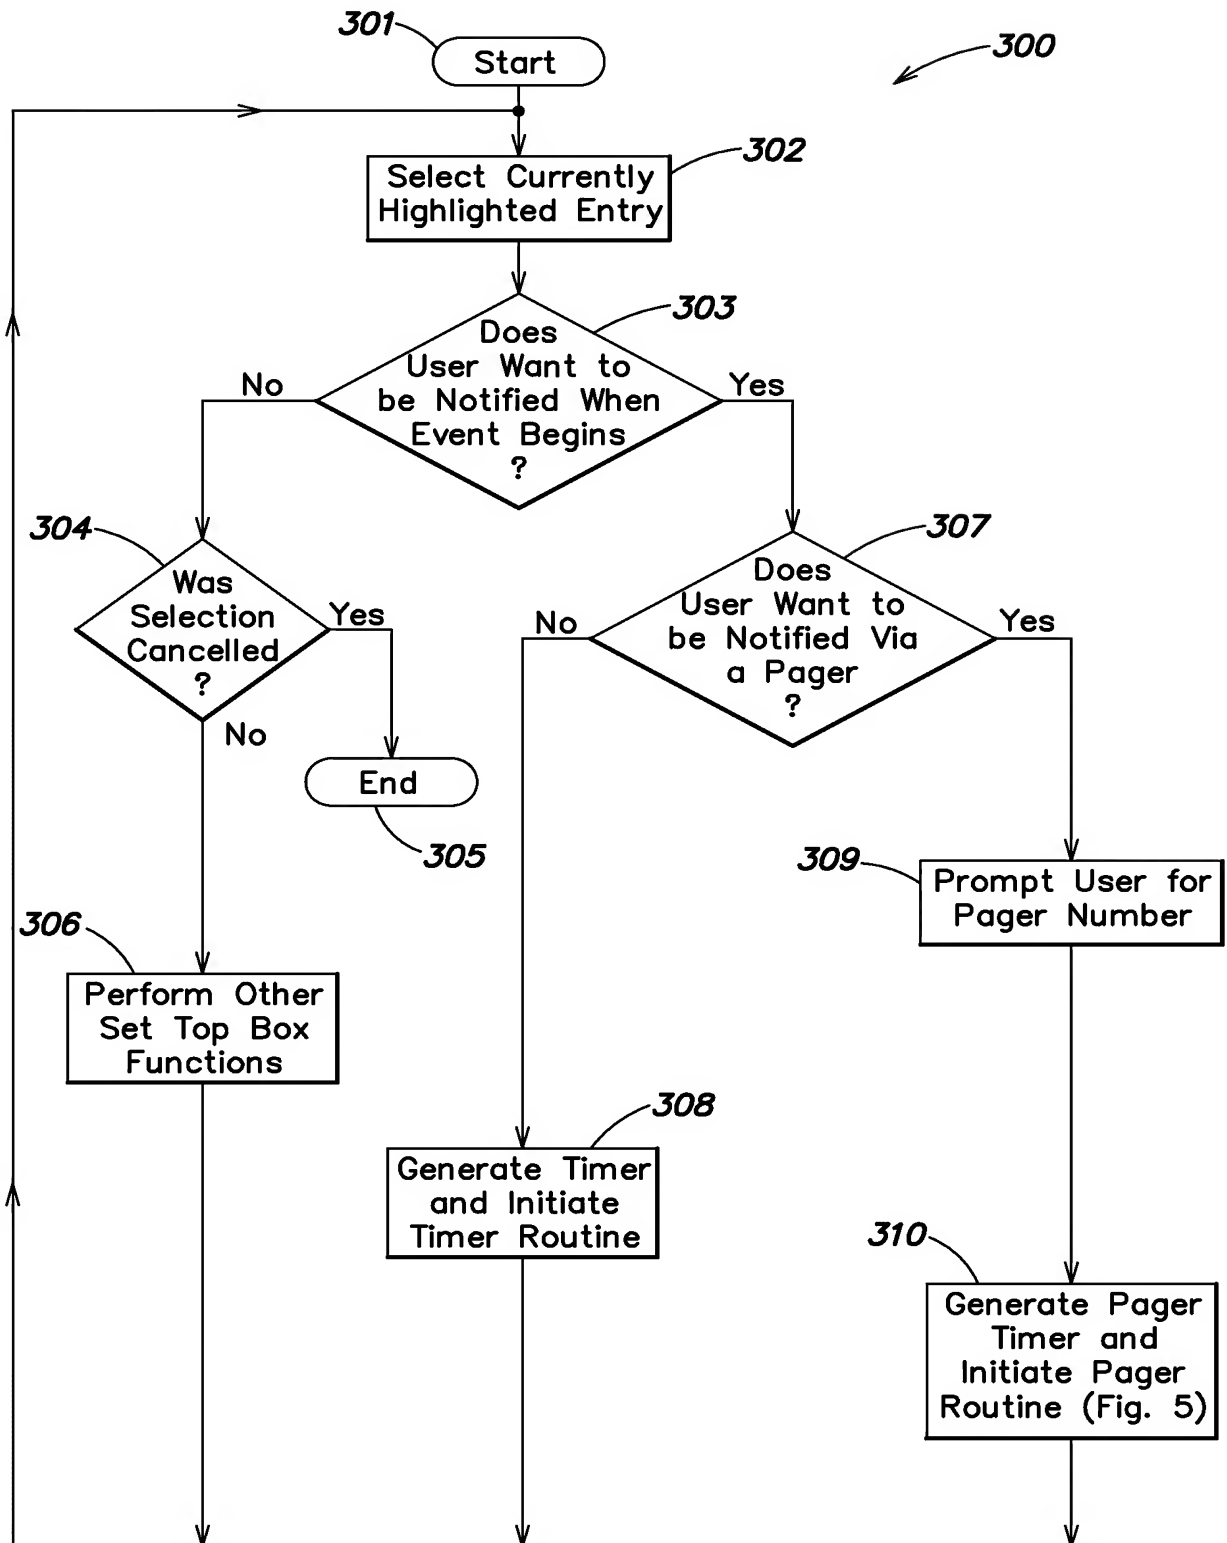 301
Start
300
302
Select Currently
Highlighted Entry
303
Does
User Want to
be Notified When
Event Begins
?
No
Yes
304
Was
Selection
Cancelled
?
Yes
No
307
Does
User Want to
be Notified Via
a Pager
?
No
Yes
End
305
309
Prompt User for
Pager Number
306
Perform Other
Set Top Box
Functions
308
Generate Timer
and Initiate
Timer Routine
310
Generate Pager
Timer and
Initiate Pager
Routine (Fig. 5)